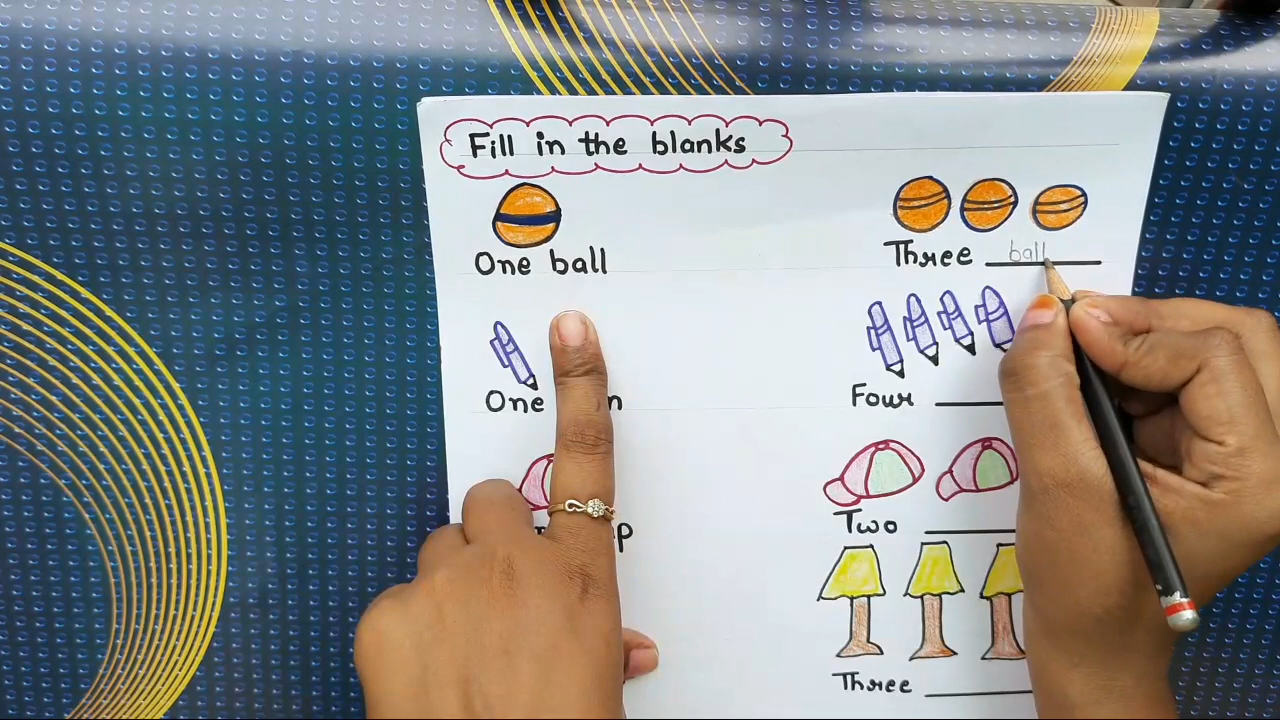 Fill in the blanks
One ball
Three ball
One
Four
Two
Three